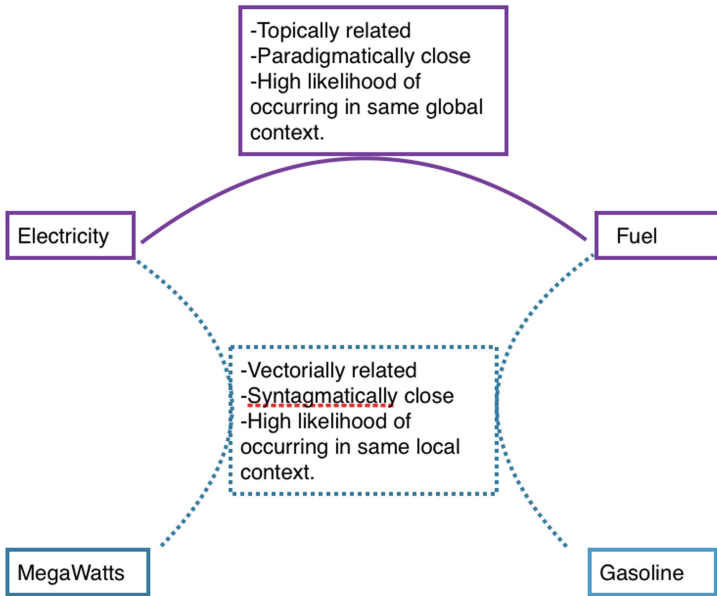 -Topically related
-Paradigmatically close
-High likelihood of
occurring in same global
context.
Electricity
Fuel
-Vectorially related
-Syntagmatically close
-High likelihood of
occurring in same local
context.
MegaWatts
Gasoline